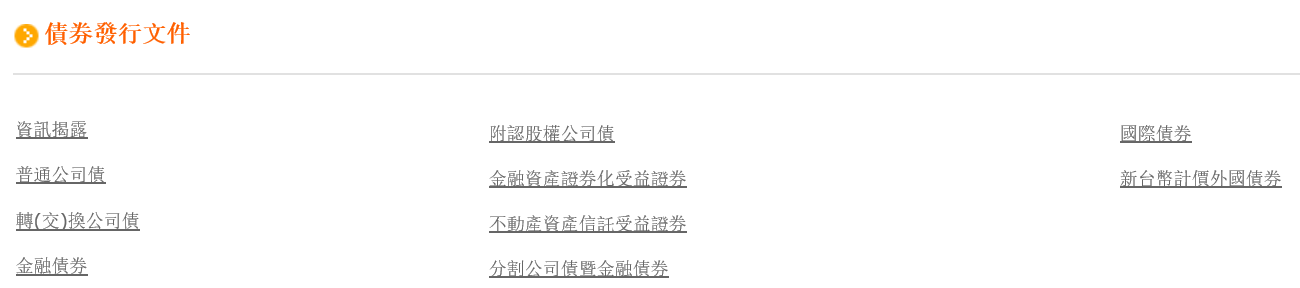 債券發行文件
資訊揭露
普通公司債
轉(交)換公司債
金融債券
附認股權公司債
金融資產證券化受益證券
不動產資產信託受益證券
分割公司債暨金融債券
國際債券
新台幣計價外國債券